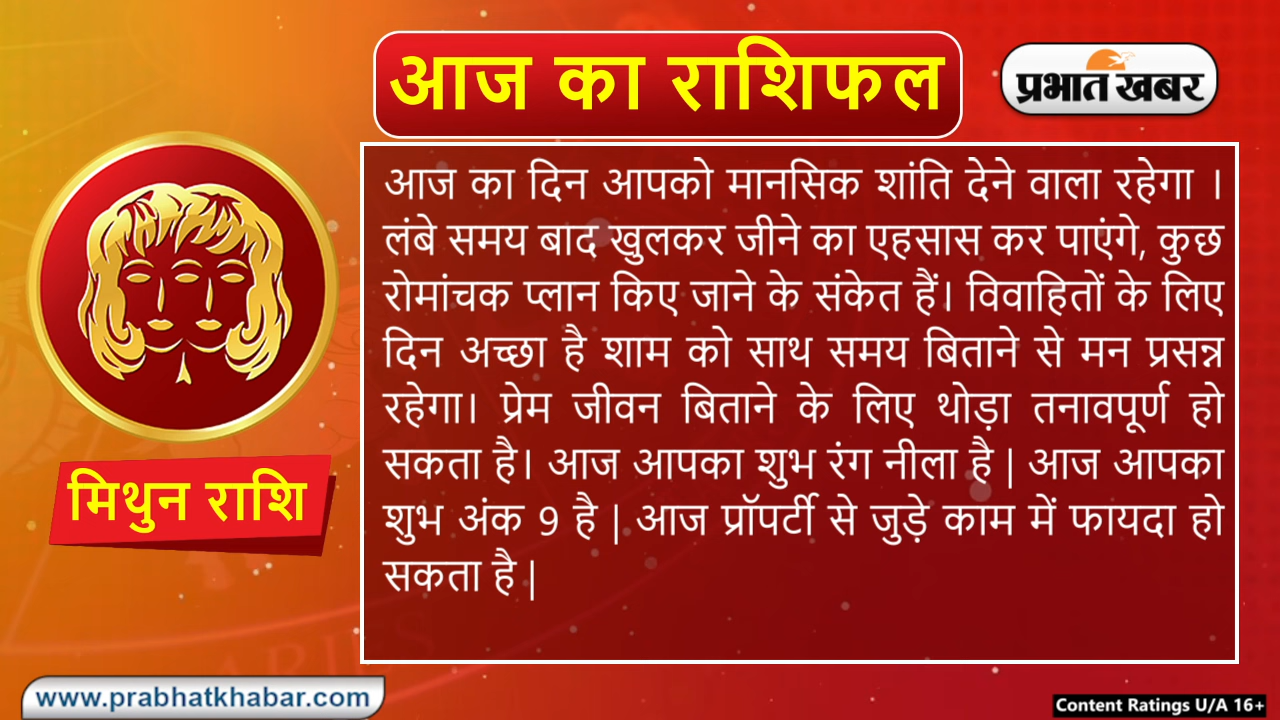 आज का राशिफल
प्रभात खबर
आज का दिन आपको मानसिक शांति देने वाला रहेगा ।
लंबे समय बाद खुलकर जीने का एहसास कर पाएंगे, कुछ
रोमांचक प्लान किए जाने के संकेत हैं। विवाहितों के लिए
दिन अच्छा है शाम को साथ समय बिताने से मन प्रसन्न
रहेगा। प्रेम जीवन बिताने के लिए थोड़ा तनावपूर्ण हो
सकता है। आज आपका शुभ रंग नीला है | आज आपका
शुभ अंक 9 है | आज प्रॉपर्टी से जुड़े काम में फायदा हो
सकता है |
मिथुन राशि
www.prabhatkhabar.com
Content Ratings U/A 16+